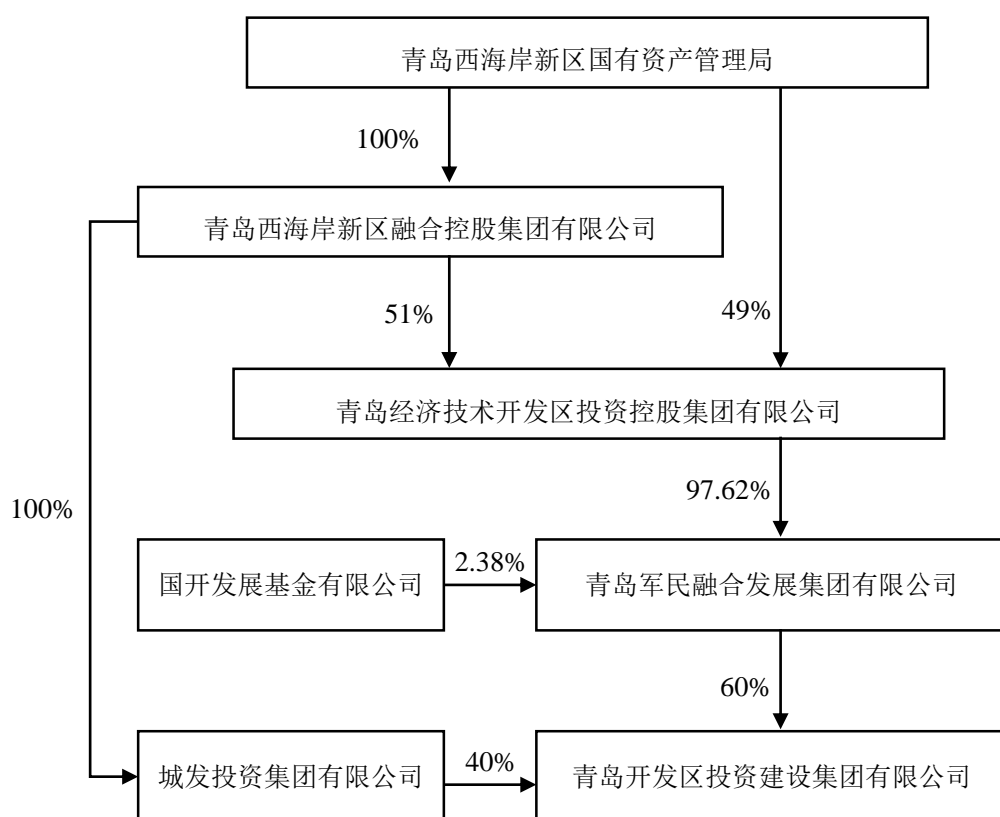 青岛西海岸新区国有资产管理局
100%
青岛西海岸新区融合控股集团有限公司
51%
49%
青岛经济技术开发区投资控股集团有限公司
97.62%
100%
国开发展基金有限公司
2.38%
青岛军民融合发展集团有限公司
60%
城发投资集团有限公司
40%
青岛开发区投资建设集团有限公司